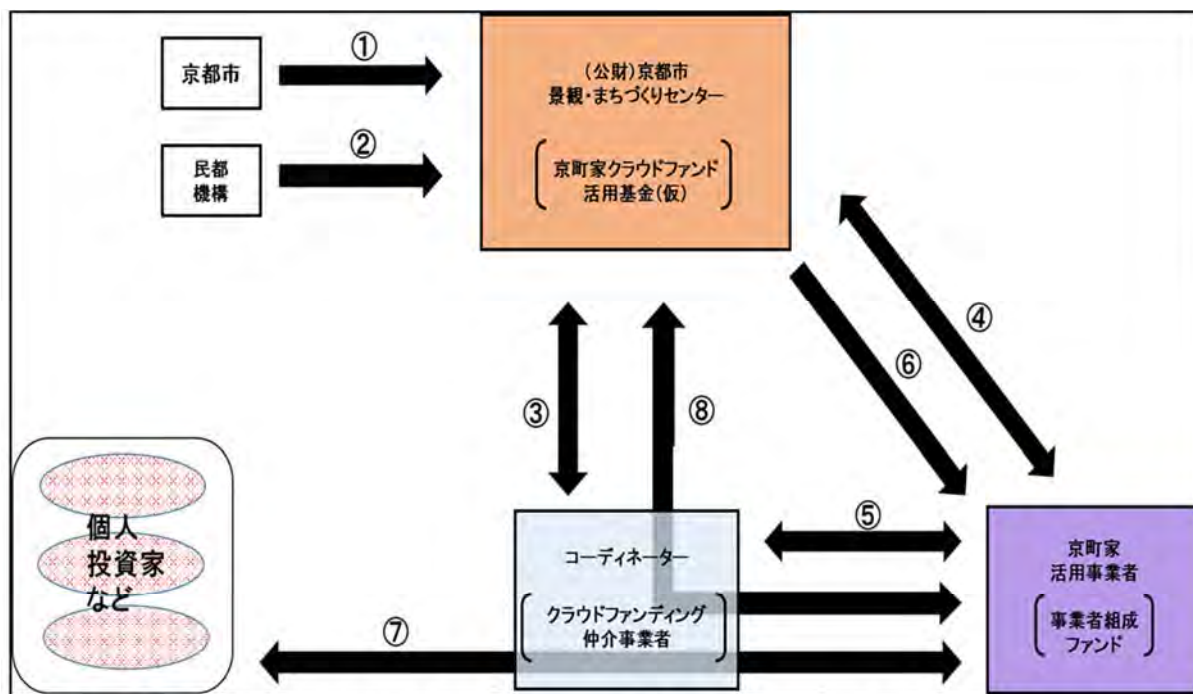 京都市
①
民都
機構
②
(公財)京都市
景観・まちづくりセンター
京町家クラウドファンド
活用基金(仮)
③
⑧
⑥
④
個人
投資家
など
⑦
コーディネーター
クラウドファンディング
仲介事業者
⑤
京町家
活用事業者
事業者組成
ファンド